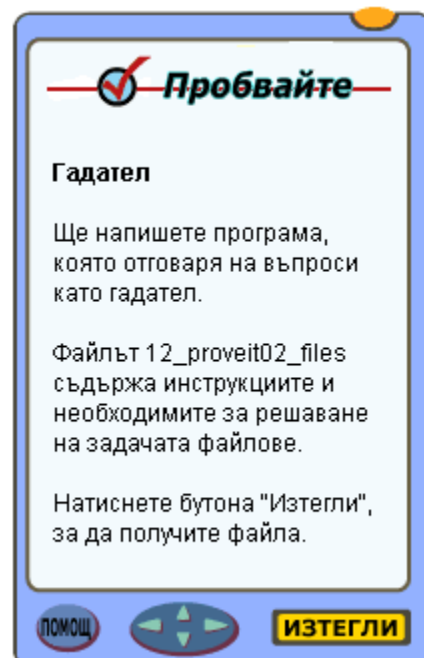 Пробвайте
Гадател
Ще напишете програма,
която отговаря на въпроси
като гадател.
Файлът 12_proveit02_files
съдържа инструкциите и
необходимите за решаване
на задачата файлове.
Натиснете бутона "Изтегли",
за да получите файла.
ПОМОЩ
ИЗТЕГЛИ